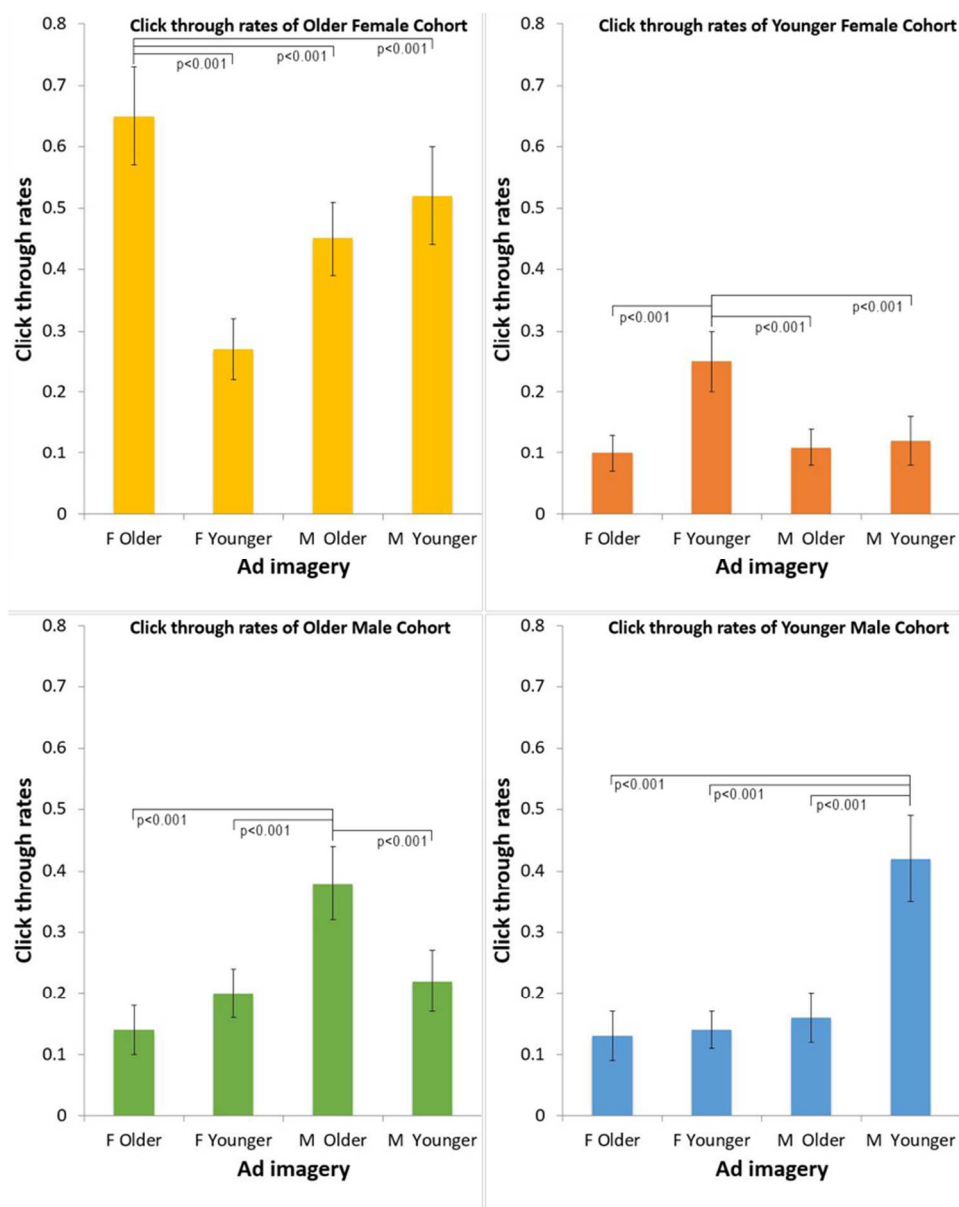 Click through rates of Older Female Cohort
0.8
0.7
0.6
0.5
0.4
0.3
0.2
0.1
0
Click through rates
p<0.001
p<0.001
p<0.001
F Older
F Younger
M Older
M Younger
Ad imagery
Click through rates of Younger Female Cohort
0.8
0.7
0.6
0.5
0.4
0.3
0.2
0.1
0
Click through rates
p<0.001
p<0.001
p<0.001
F Older
F Younger
M Older
M Younger
Ad imagery
Click through rates of Older Male Cohort
0.8
0.7
0.6
0.5
0.4
0.3
0.2
0.1
0
Click through rates
p<0.001
p<0.001
p<0.001
F Older
F Younger
M Older
M Younger
Ad imagery
Click through rates of Younger Male Cohort
0.8
0.7
0.6
0.5
0.4
0.3
0.2
0.1
0
Click through rates
p<0.001
p<0.001
p<0.001
F Older
F Younger
M Older
M Younger
Ad imagery